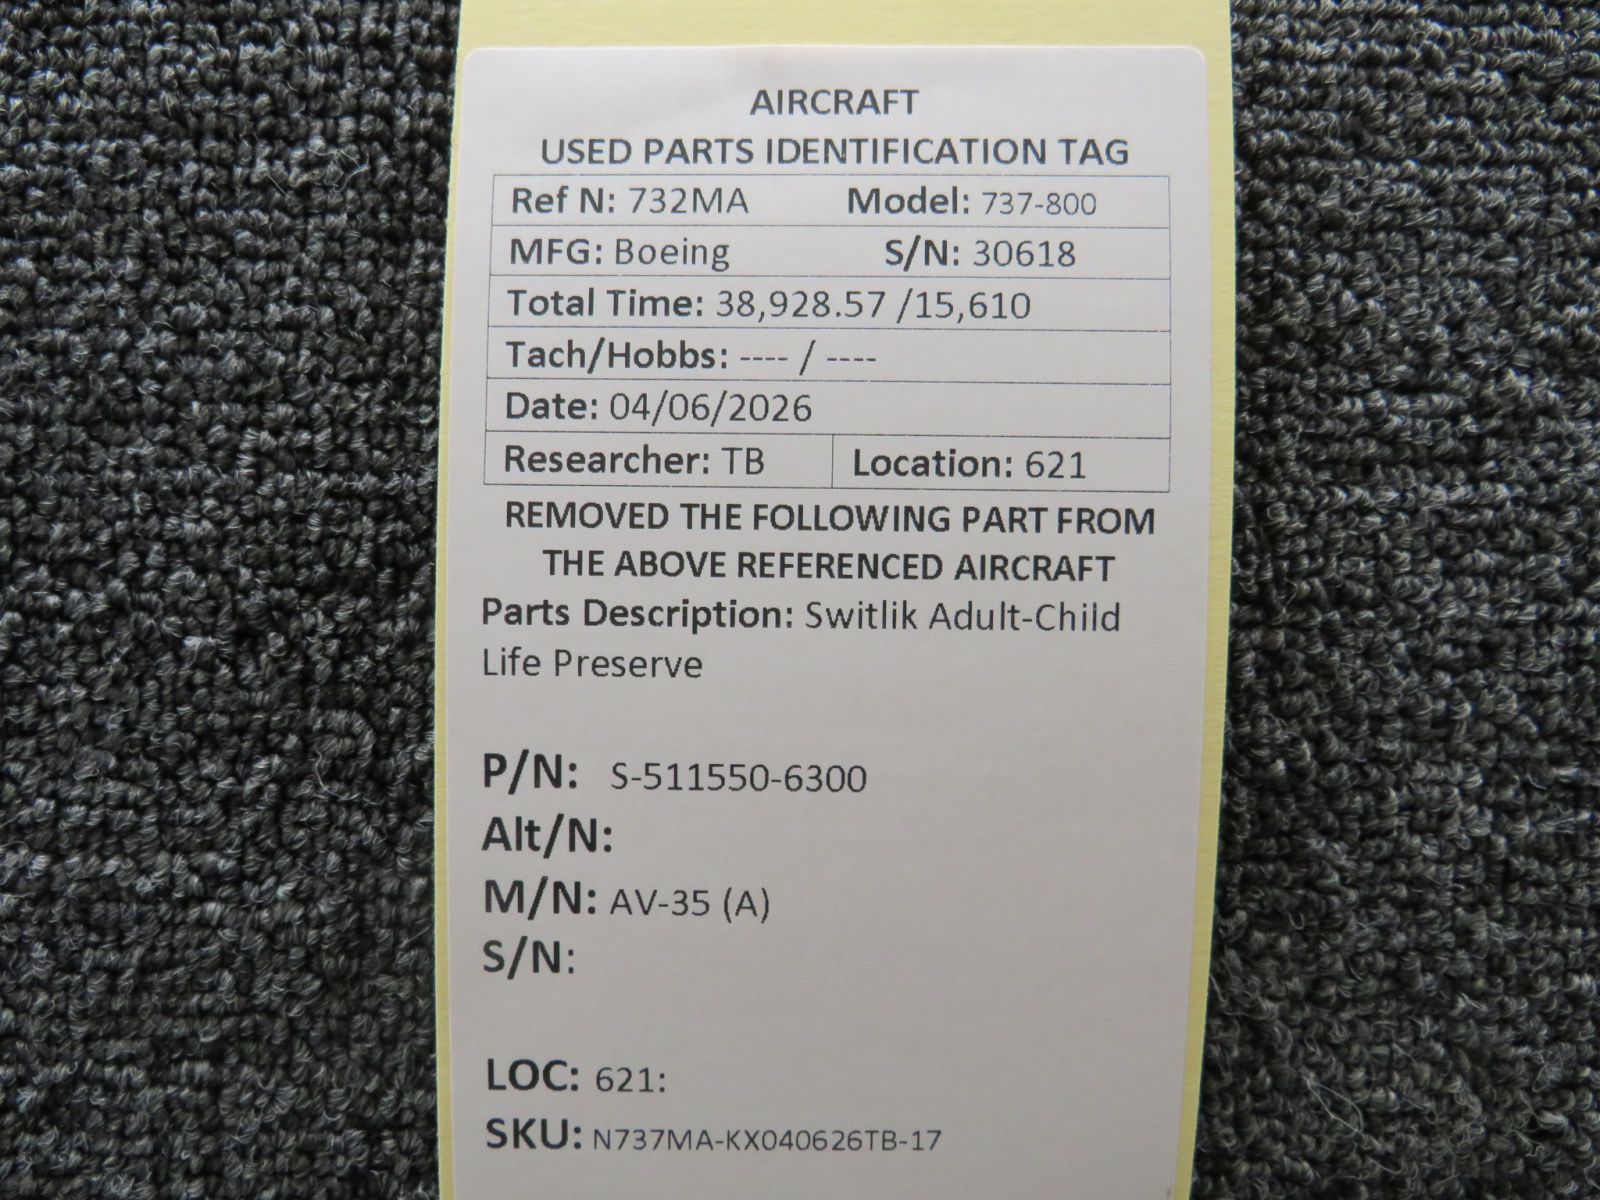 AIRCRAFT
USED PARTS IDENTIFICATION TAG
Ref N: 732MA Model: 737-800
MFG: Boeing S/N: 30618
Total Time: 38,928.57 /15,610
Tach/Hobbs: ---- / ----
Date: 04/06/2026
Researcher: TB Location: 621
REMOVED THE FOLLOWING PART FROM
THE ABOVE REFERENCED AIRCRAFT
Parts Description: Switlik Adult-Child
Life Preserve
P/N: S-511550-6300
Alt/N:
M/N: AV-35 (A)
S/N:
LOC: 621:
SKU: N737MA-KX040626TB-17